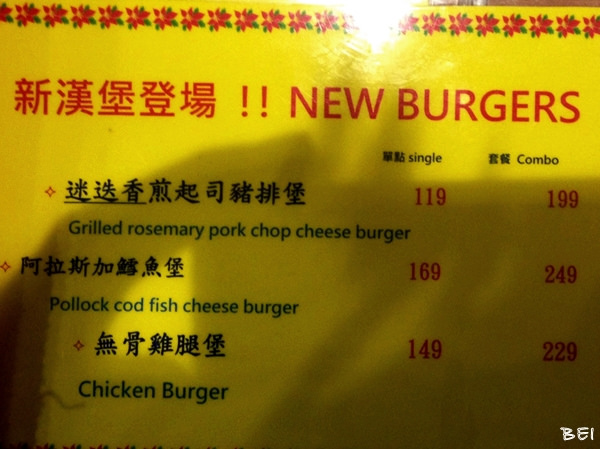 新漢堡登場 !! NEW BURGERS
單點 single 套餐 Combo
迷迭香煎起司豬排堡 119 199
Grilled rosemary pork chop cheese burger
阿拉斯加鱈魚堡 169 249
Pollock cod fish cheese burger
無骨雞腿堡 149 229
Chicken Burger
BEI